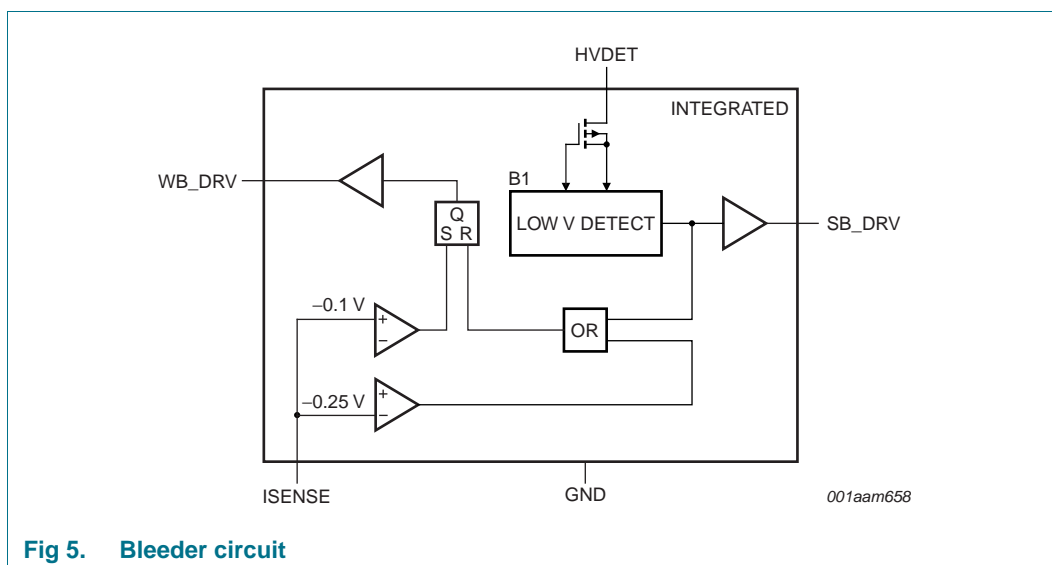 HVDET
INTEGRATED
WB_DRV
B1
LOW V DETECT
SB_DRV
Q
S R
−0.1 V
+
−
OR
−0.25 V
+
−
ISENSE
GND
001aam658
Fig 5. Bleeder circuit